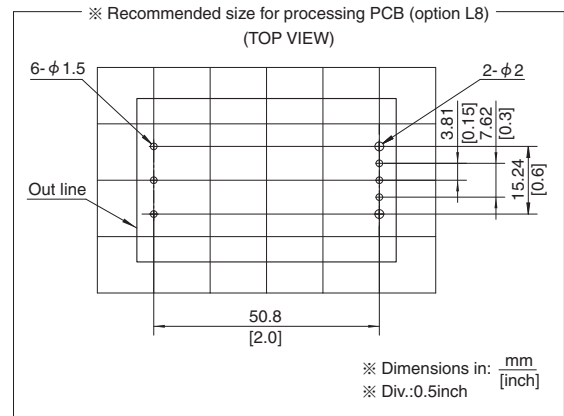 ※ Recommended size for processing PCB (option L8)
(TOP VIEW)
6-φ1.5
2-φ2
3.81
[0.15]
7.62
[0.3]
15.24
[0.6]
Out line
50.8
[2.0]
※ Dimensions in: mm
[inch]
※ Div.:0.5inch